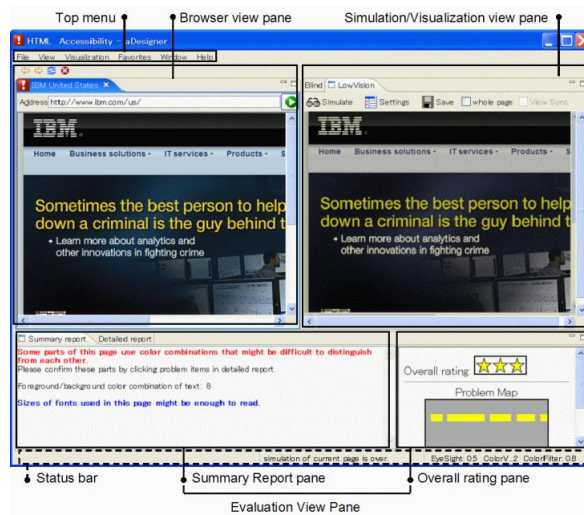 Top menu
Browser view pane
Simulation/Visualization view pane
HTML Accessibility - aDesigner
File View Visualization Favorites Window Help
IBM United States
Blind LowVision
Address http://www.ibm.com/us/
Simulate Settings Save whole page View Sync
IBM
IBM
Home Business solutions IT services Products S
Home Business solutions IT services Products
Sometimes the best person to help
down a criminal is the guy behind t
• Learn more about analytics and
other innovations in fighting crime
Sometimes the best person to help
down a criminal is the guy behind
• Learn more about analytics and
other innovations in fighting crime
Summary report Detailed report
Some parts of this page use color combinations that might be difficult to distinguish
from each other.
Please confirm these parts by clicking problem items in detailed report.
Foreground/background color combination of text: 8
Sizes of fonts used in this page might be enough to read.
Overall rating:
Problem Map
simulation of current page is over.
EyeSight: 0.5 ColorV...2 ColorFilter: 0.8
Status bar
Summary Report pane
Overall rating pane
Evaluation View Pane